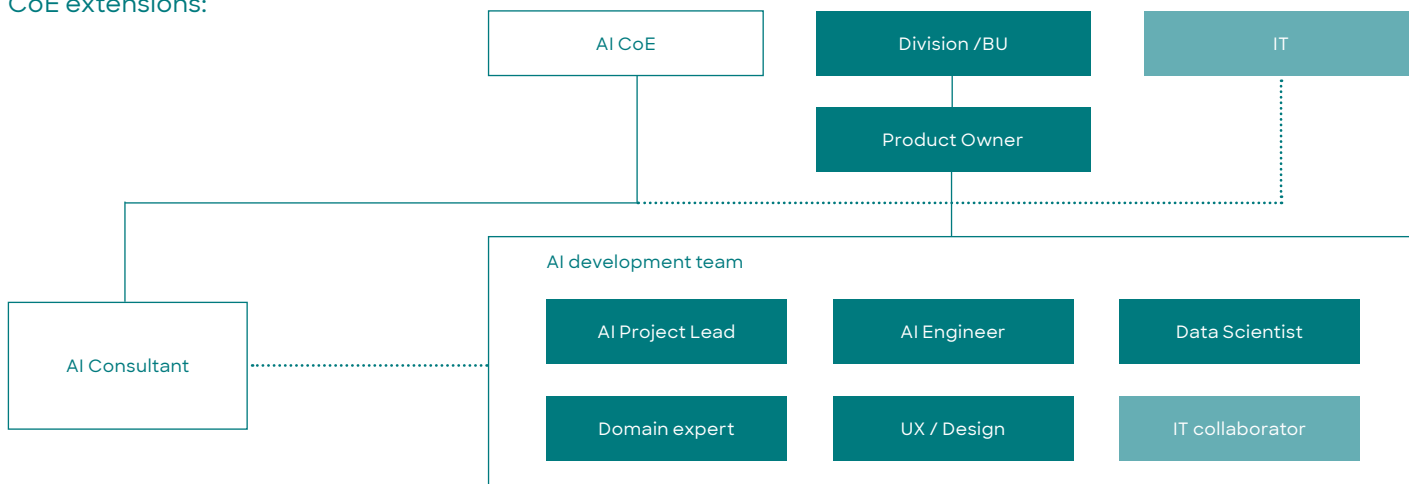 CoE extensions:
AI CoE
Division /BU
IT
Product Owner
AI development team
AI Project Lead
AI Engineer
Data Scientist
AI Consultant
Domain expert
UX / Design
IT collaborator